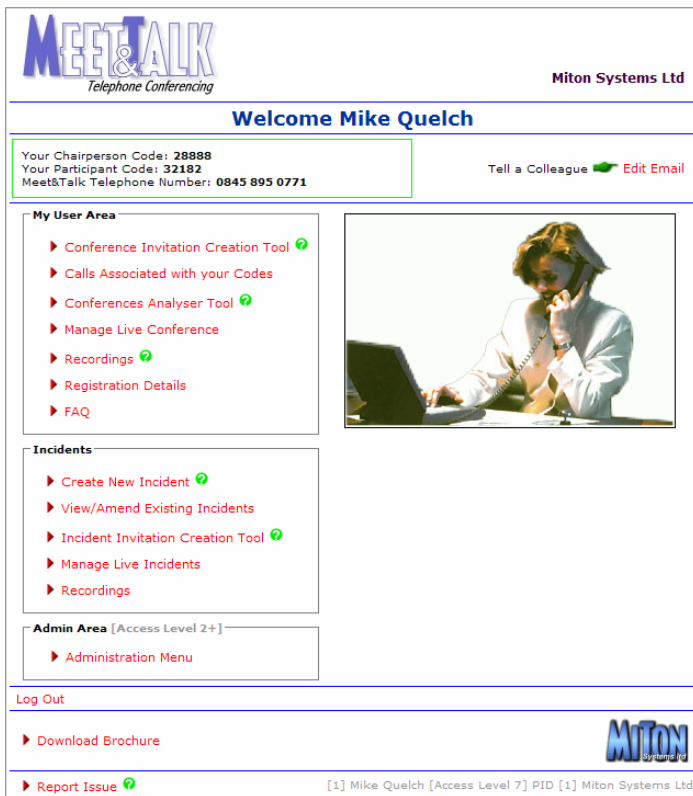 MEET&TALK
Telephone Conferencing
Miton Systems Ltd
Welcome Mike Quelch
Your Chairperson Code: 28888
Your Participant Code: 32182
Meet&Talk Telephone Number: 0845 895 0771
Tell a Colleague Edit Email
My User Area
Conference Invitation Creation Tool ?
Calls Associated with your Codes
Conferences Analyser Tool ?
Manage Live Conference
Recordings ?
Registration Details
FAQ
Incidents
Create New Incident ?
View/Amend Existing Incidents
Incident Invitation Creation Tool ?
Manage Live Incidents
Recordings
Admin Area [Access Level 2+]
Administration Menu
Log Out
Download Brochure
MITON
Systems ltd
Report Issue ?
[1] Mike Quelch [Access Level 7] PID [1] Miton Systems Ltd